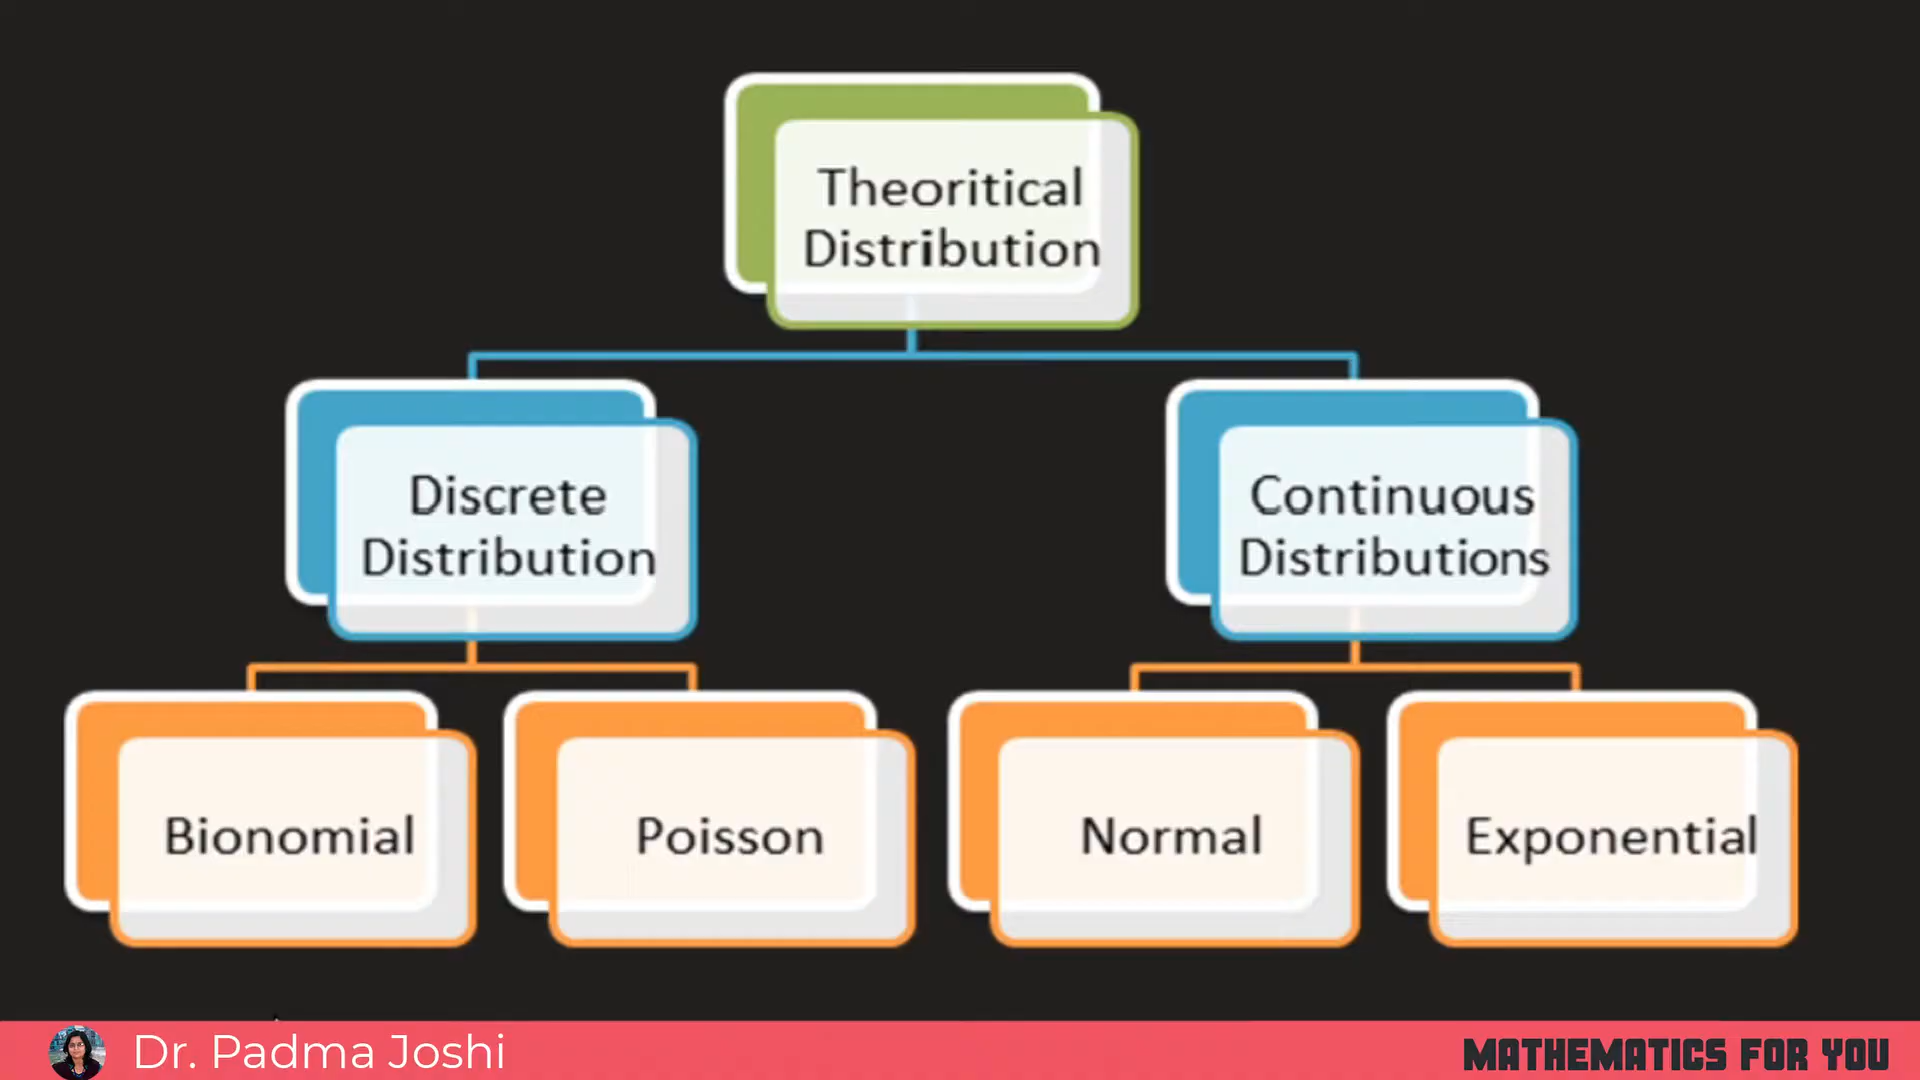 Theoritical
Distribution
Discrete
Distribution
Continuous
Distributions
Bionomial
Poisson
Normal
Exponential
Dr. Padma Joshi
MATHEMATICS FOR YOU